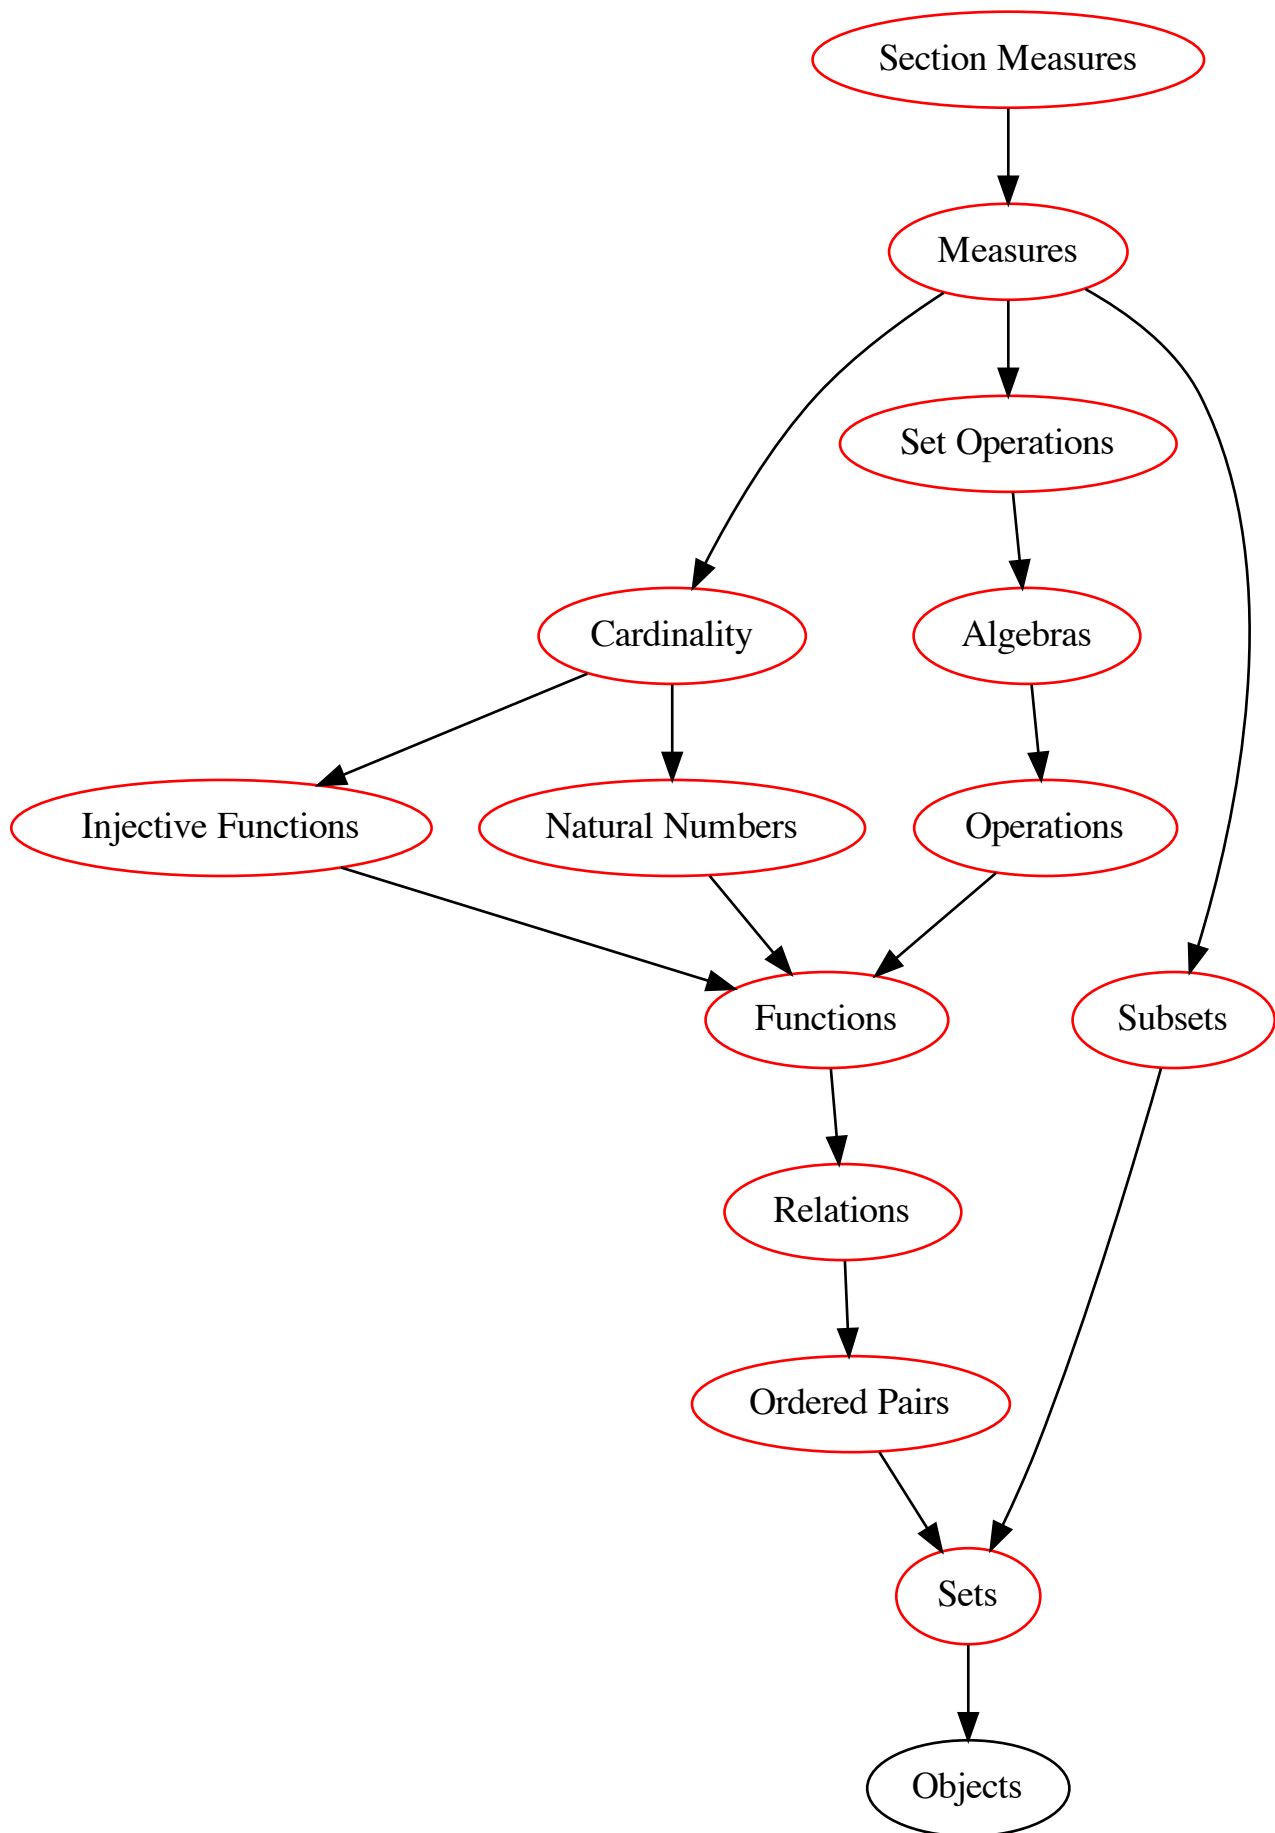 Section Measures
Measures
Set Operations
Cardinality
Algebras
Injective Functions
Natural Numbers
Operations
Functions
Subsets
Relations
Ordered Pairs
Sets
Objects